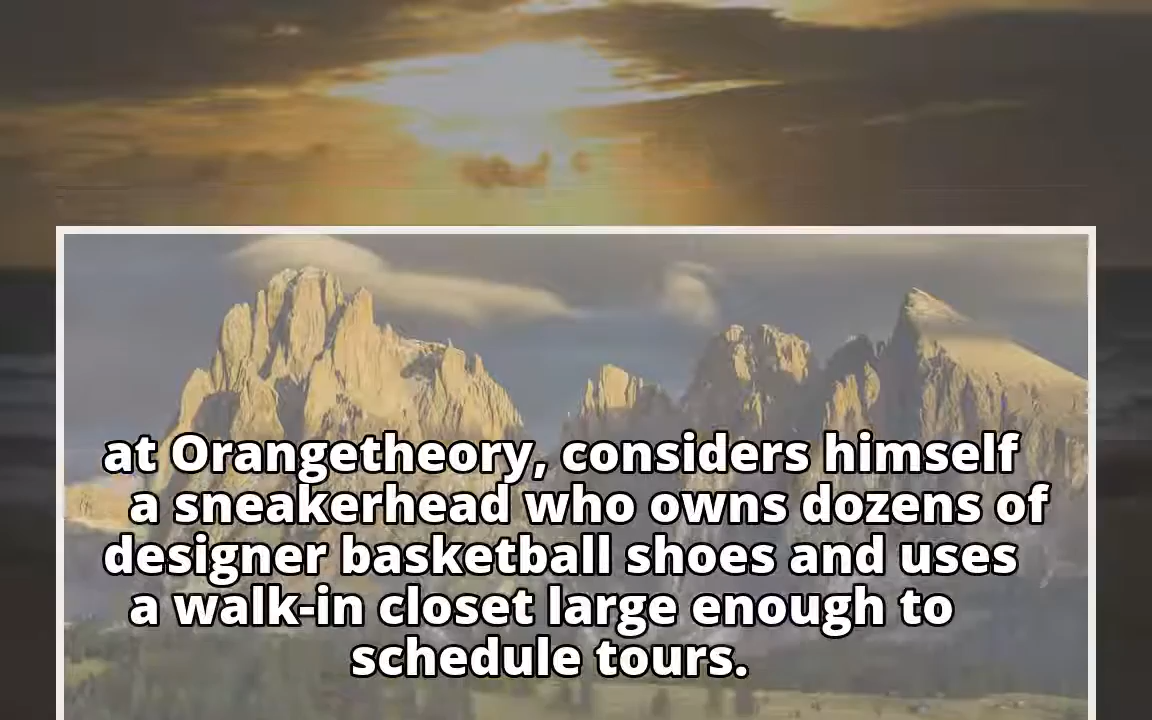 at Orangetheory, considers himself
a sneakerhead who owns dozens of
designer basketball shoes and uses
a walk-in closet large enough to
schedule tours.